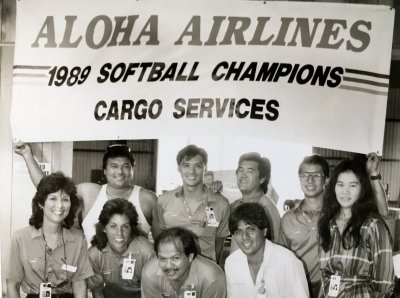 ALOHA AIRLINES
1989 SOFTBALL CHAMPIONS
CARGO SERVICES